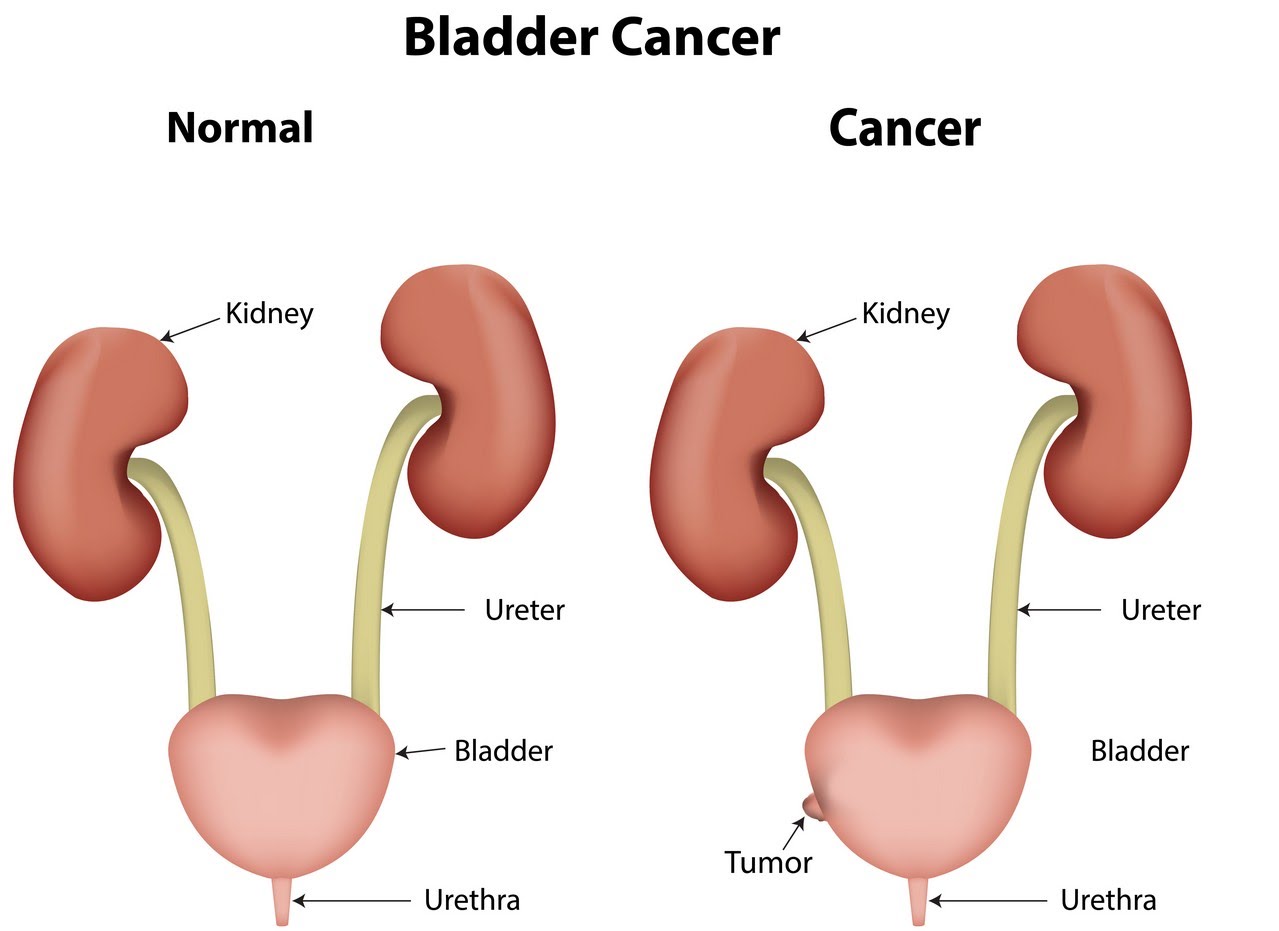 Bladder Cancer
Normal
Cancer
Kidney
Kidney
Ureter
Ureter
Bladder
Bladder
Tumor
Urethra
Urethra